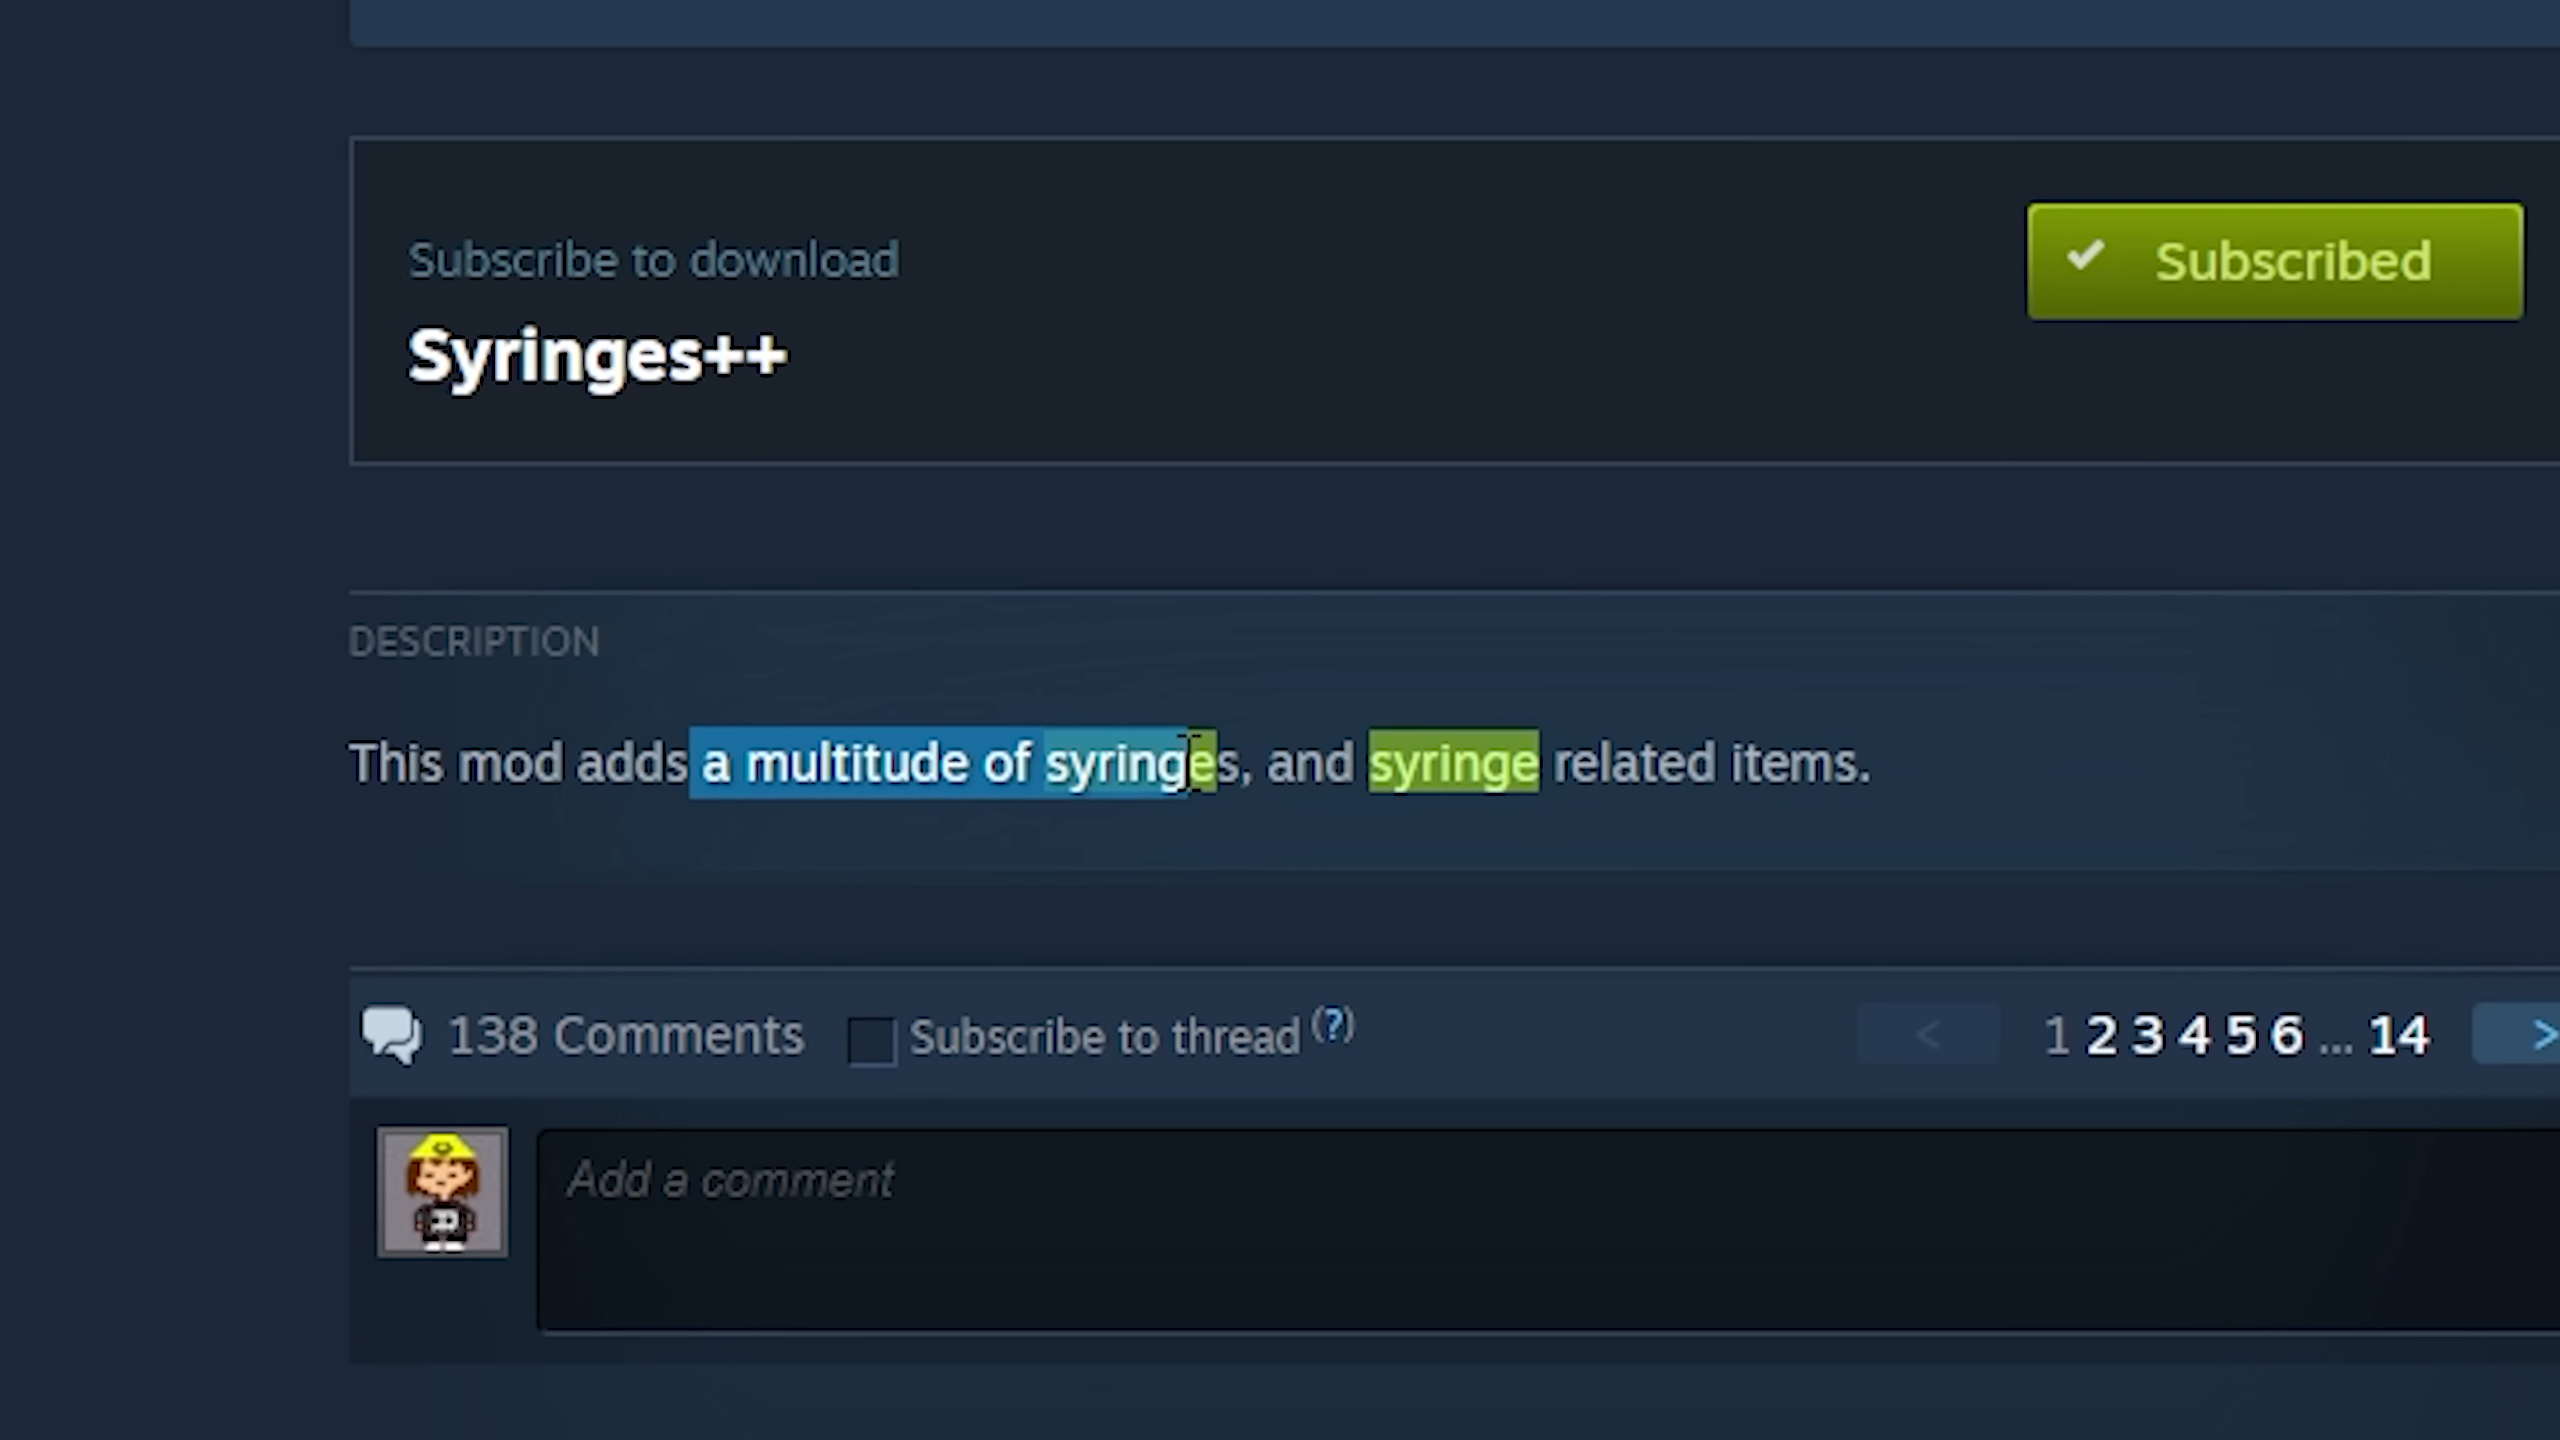 Subscribe to download
Subscribed
Syringes++
DESCRIPTION
This mod adds a multitude of syringes, and syringe related items.
138 Comments Subscribe to thread (?) < 1 2 3 4 5 6 ... 14 >
Add a comment